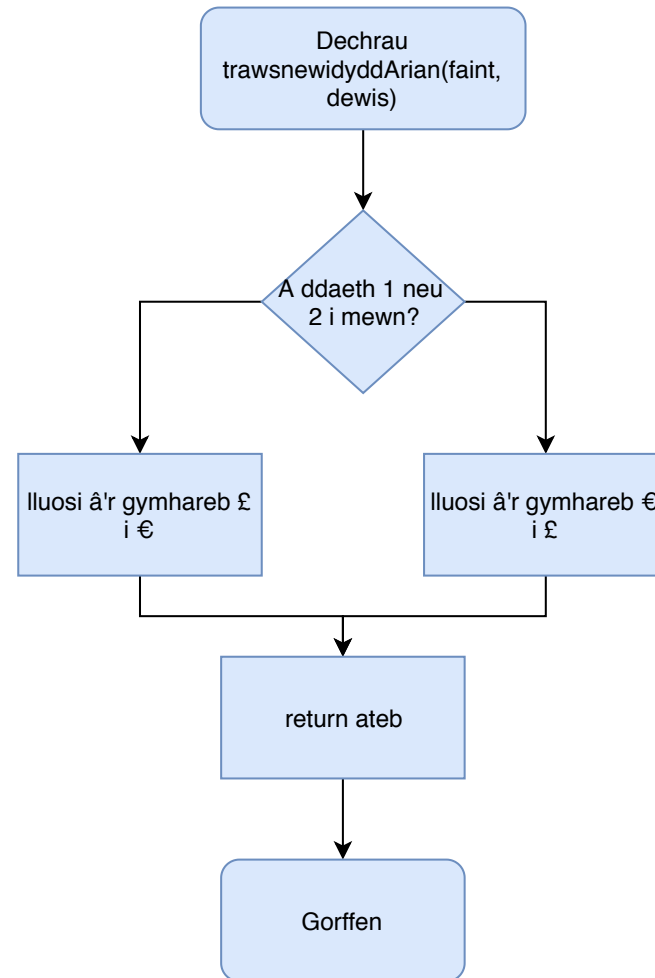 Dechrau
trawsnewidyddArian(faint,
dewis)
A ddaeth 1 neu
2 i mewn?
lluosi â'r gymhareb £
i €
lluosi â'r gymhareb €
i £
return ateb
Gorffen